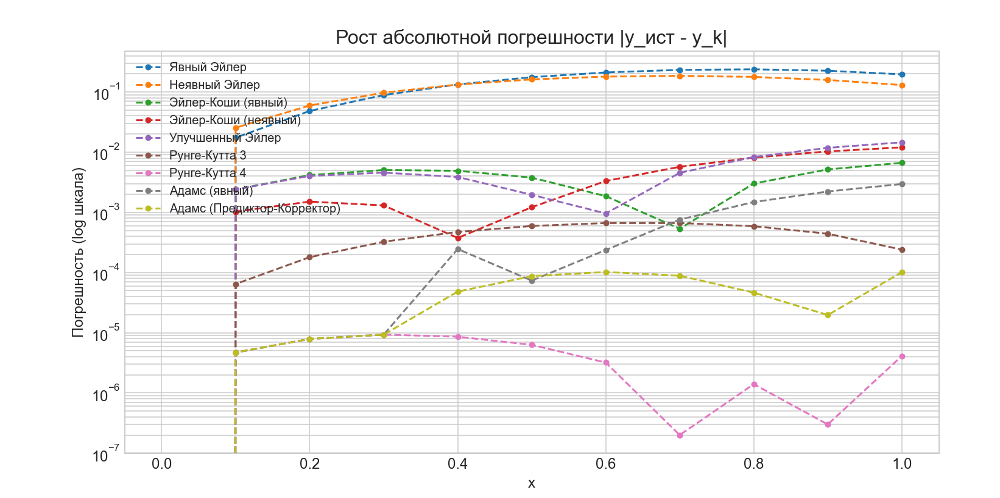 Рост абсолютной погрешности |y_ист - y_k|
Явный Эйлер
Неявный Эйлер
Эйлер-Коши (явный)
Эйлер-Коши (неявный)
Улучшенный Эйлер
Рунге-Кутта 3
Рунге-Кутта 4
Адамс (явный)
Адамс (Предиктор-Корректор)
Погрешность (log шкала)
10⁻¹
10⁻²
10⁻³
10⁻⁴
10⁻⁵
10⁻⁶
10⁻⁷
0.0 0.2 0.4 0.6 0.8 1.0
x